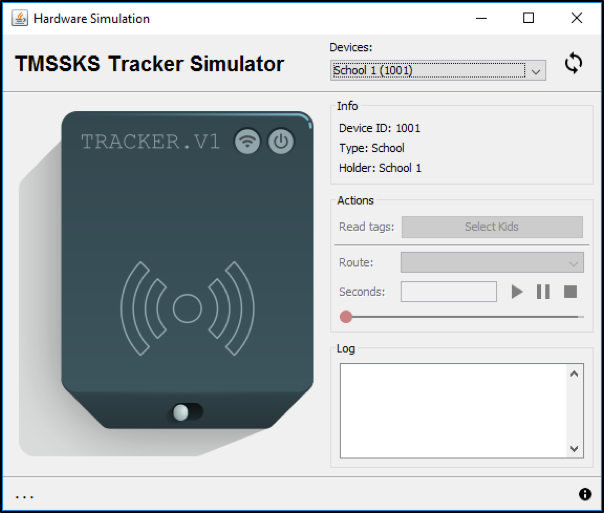 Hardware Simulation
TMSSKS Tracker Simulator
Devices:
School 1 (1001)
TRACKER.V1
Info
Device ID: 1001
Type: School
Holder: School 1
Actions
Read tags:
Select Kids
Route:
Seconds:
Log
...